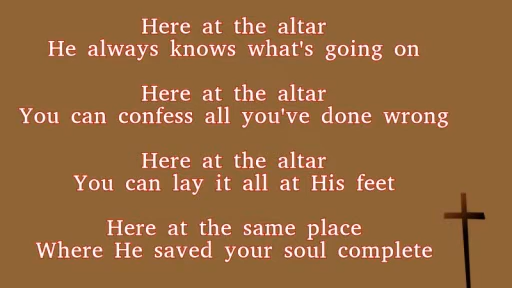 Here at the altar
He always knows what's going on
Here at the altar
You can confess all you've done wrong
Here at the altar
You can lay it all at His feet
Here at the same place
Where He saved your soul complete